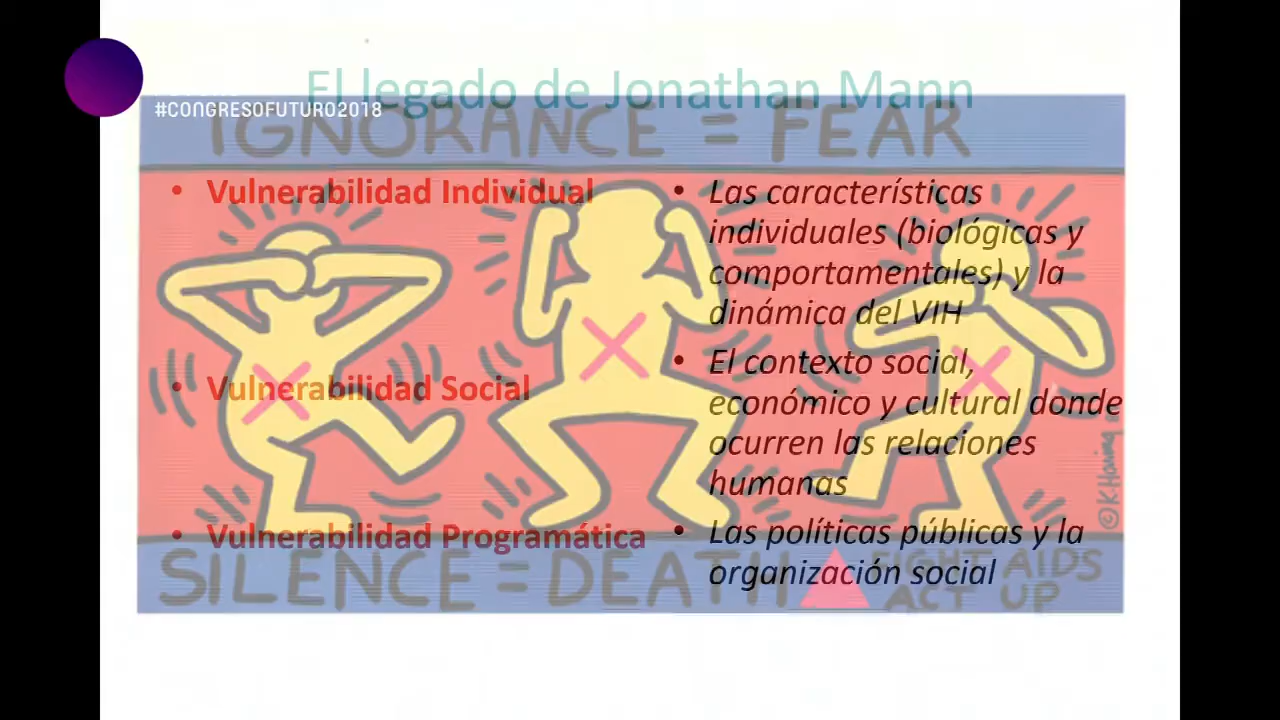 El legado de Jonathan Mann
#CONGRESOFUTURO2018
IGNORANCE = FEAR
• Vulnerabilidad Individual
• Las características
individuales (biológicas y
comportamentales) y la
dinámica del VIH
• Vulnerabilidad Social
• El contexto social,
económico y cultural donde
ocurren las relaciones
humanas
• Vulnerabilidad Programática
• Las políticas públicas y la
organización social
SILENCE = DEATH
FIGHT AIDS
ACT UP
© K. Haring